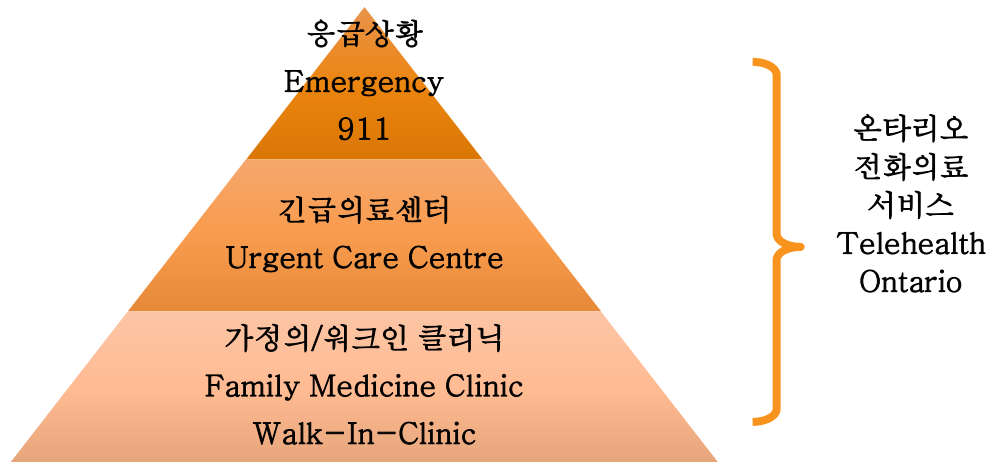 응급상황
Emergency
911
긴급의료센터
Urgent Care Centre
가정의/워크인 클리닉
Family Medicine Clinic
Walk-In-Clinic
온타리오
전화의료
서비스
Telehealth
Ontario